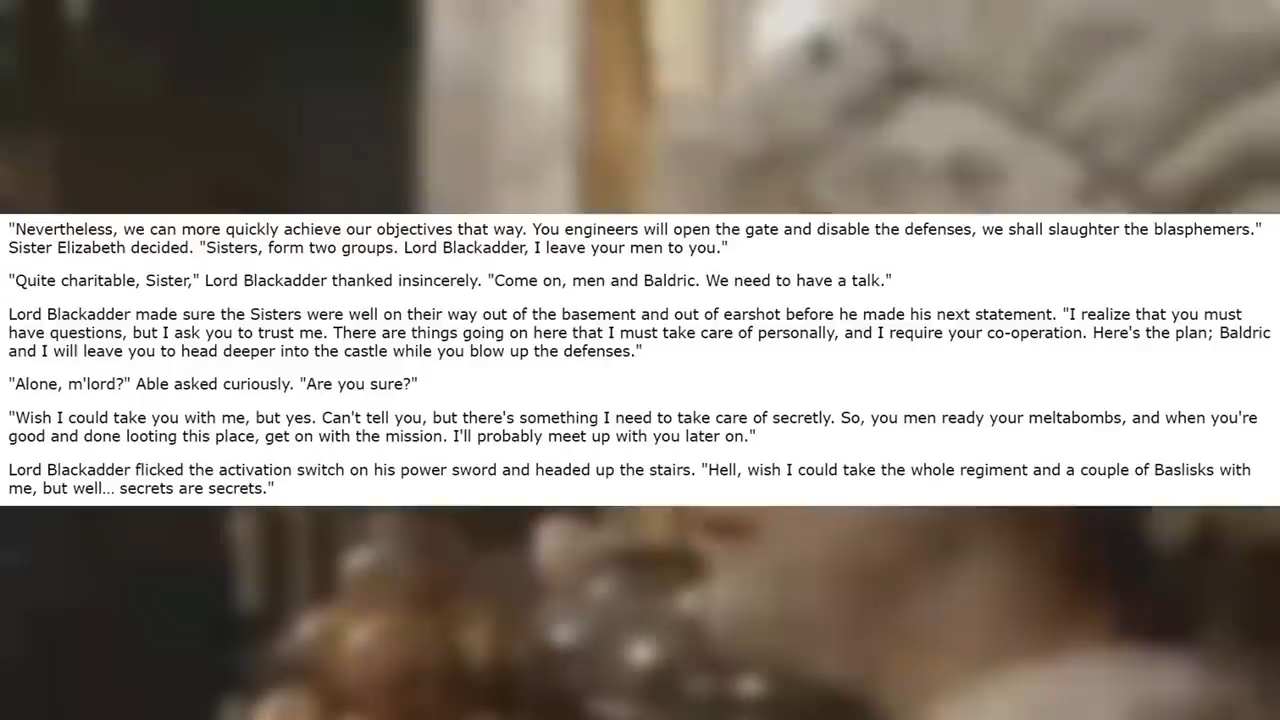 "Nevertheless, we can more quickly achieve our objectives that way. You engineers will open the gate and disable the defenses, we shall slaughter the blasphemers."
Sister Elizabeth decided. "Sisters, form two groups. Lord Blackadder, I leave your men to you."
"Quite charitable, Sister," Lord Blackadder thanked insincerely. "Come on, men and Baldric. We need to have a talk."
Lord Blackadder made sure the Sisters were well on their way out of the basement and out of earshot before he made his next statement. "I realize that you must
have questions, but I ask you to trust me. There are things going on here that I must take care of personally, and I require your co-operation. Here's the plan; Baldric
and I will leave you to head deeper into the castle while you blow up the defenses."
"Alone, m'lord?" Able asked curiously. "Are you sure?"
"Wish I could take you with me, but yes. Can't tell you, but there's something I need to take care of secretly. So, you men ready your meltabombs, and when you're
good and done looting this place, get on with the mission. I'll probably meet up with you later on."
Lord Blackadder flicked the activation switch on his power sword and headed up the stairs. "Hell, wish I could take the whole regiment and a couple of Baslisks with
me, but well... secrets are secrets."